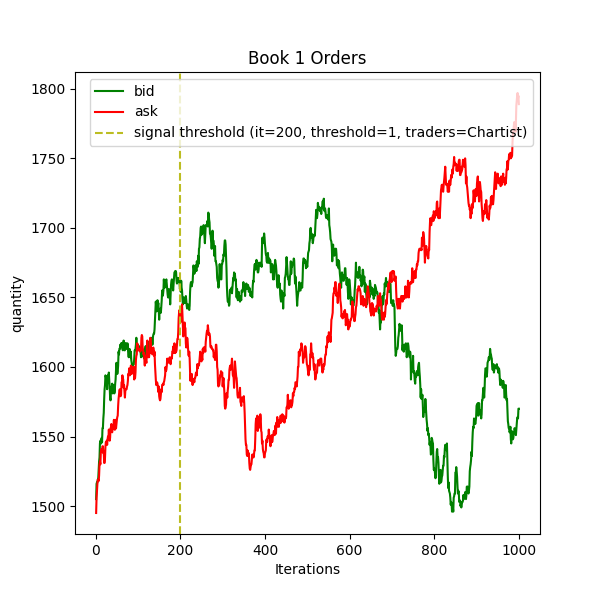 Book 1 Orders
bid
ask
signal threshold (it=200, threshold=1, traders=Chartist)
quantity
1800
1750
1700
1650
1600
1550
1500
0 200 400 600 800 1000
Iterations